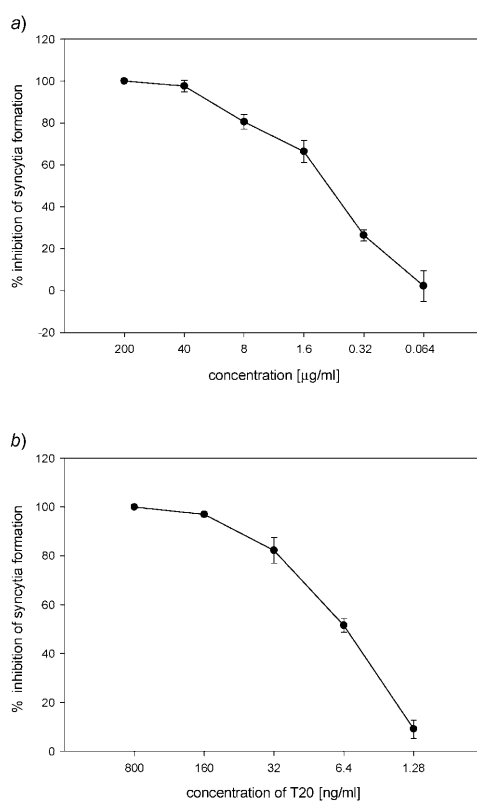 a)
120
100
80
60
40
20
0
-20
% inhibition of syncytia formation
200 40 8 1.6 0.32 0.064
concentration [µg/ml]
b)
120
100
80
60
40
20
0
% inhibition of syncytia formation
800 160 32 6.4 1.28
concentration of T20 [ng/ml]